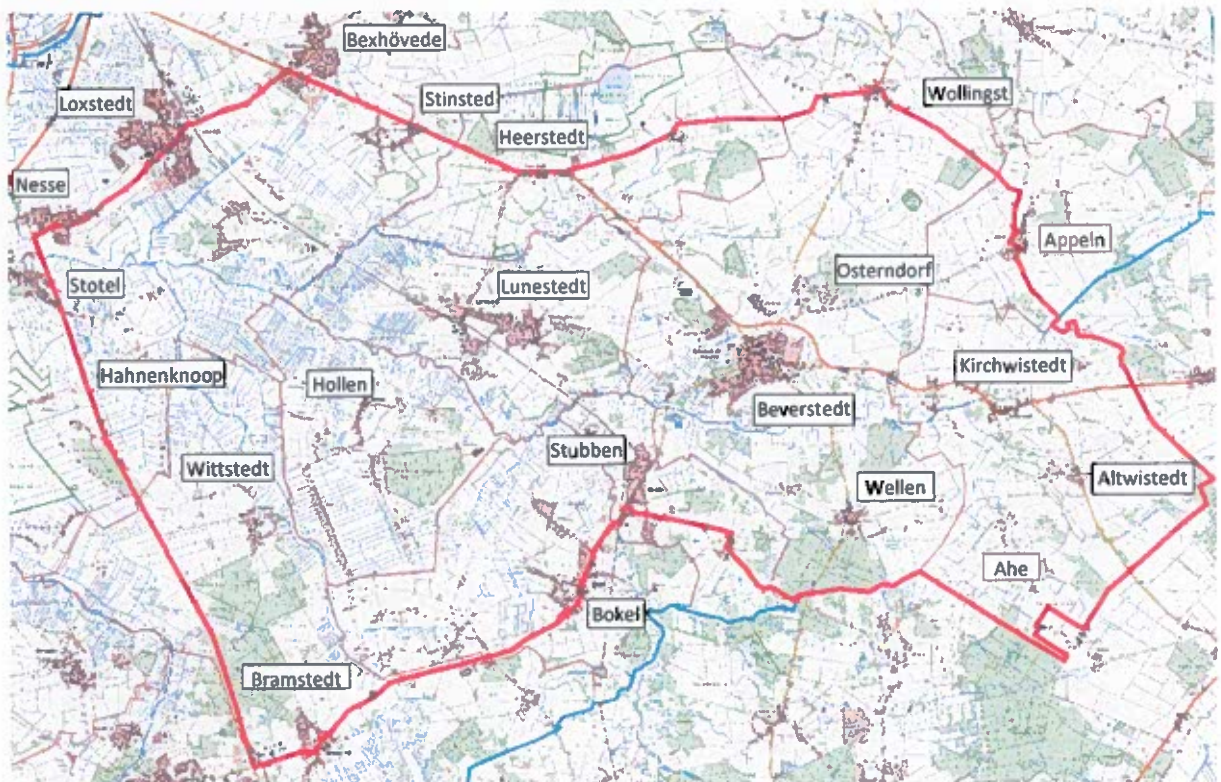 Bexhövede
Loxstedt
Stinsted
Wollingst
Heerstedt
Nesse
Appeln
Osterndorf
Stotel
Lunestedt
Kirchwistedt
Hahnenknoop
Hollen
Beverstedt
Stubben
Wittstedt
Altwistedt
Wellen
Ahe
Bokel
Bramstedt